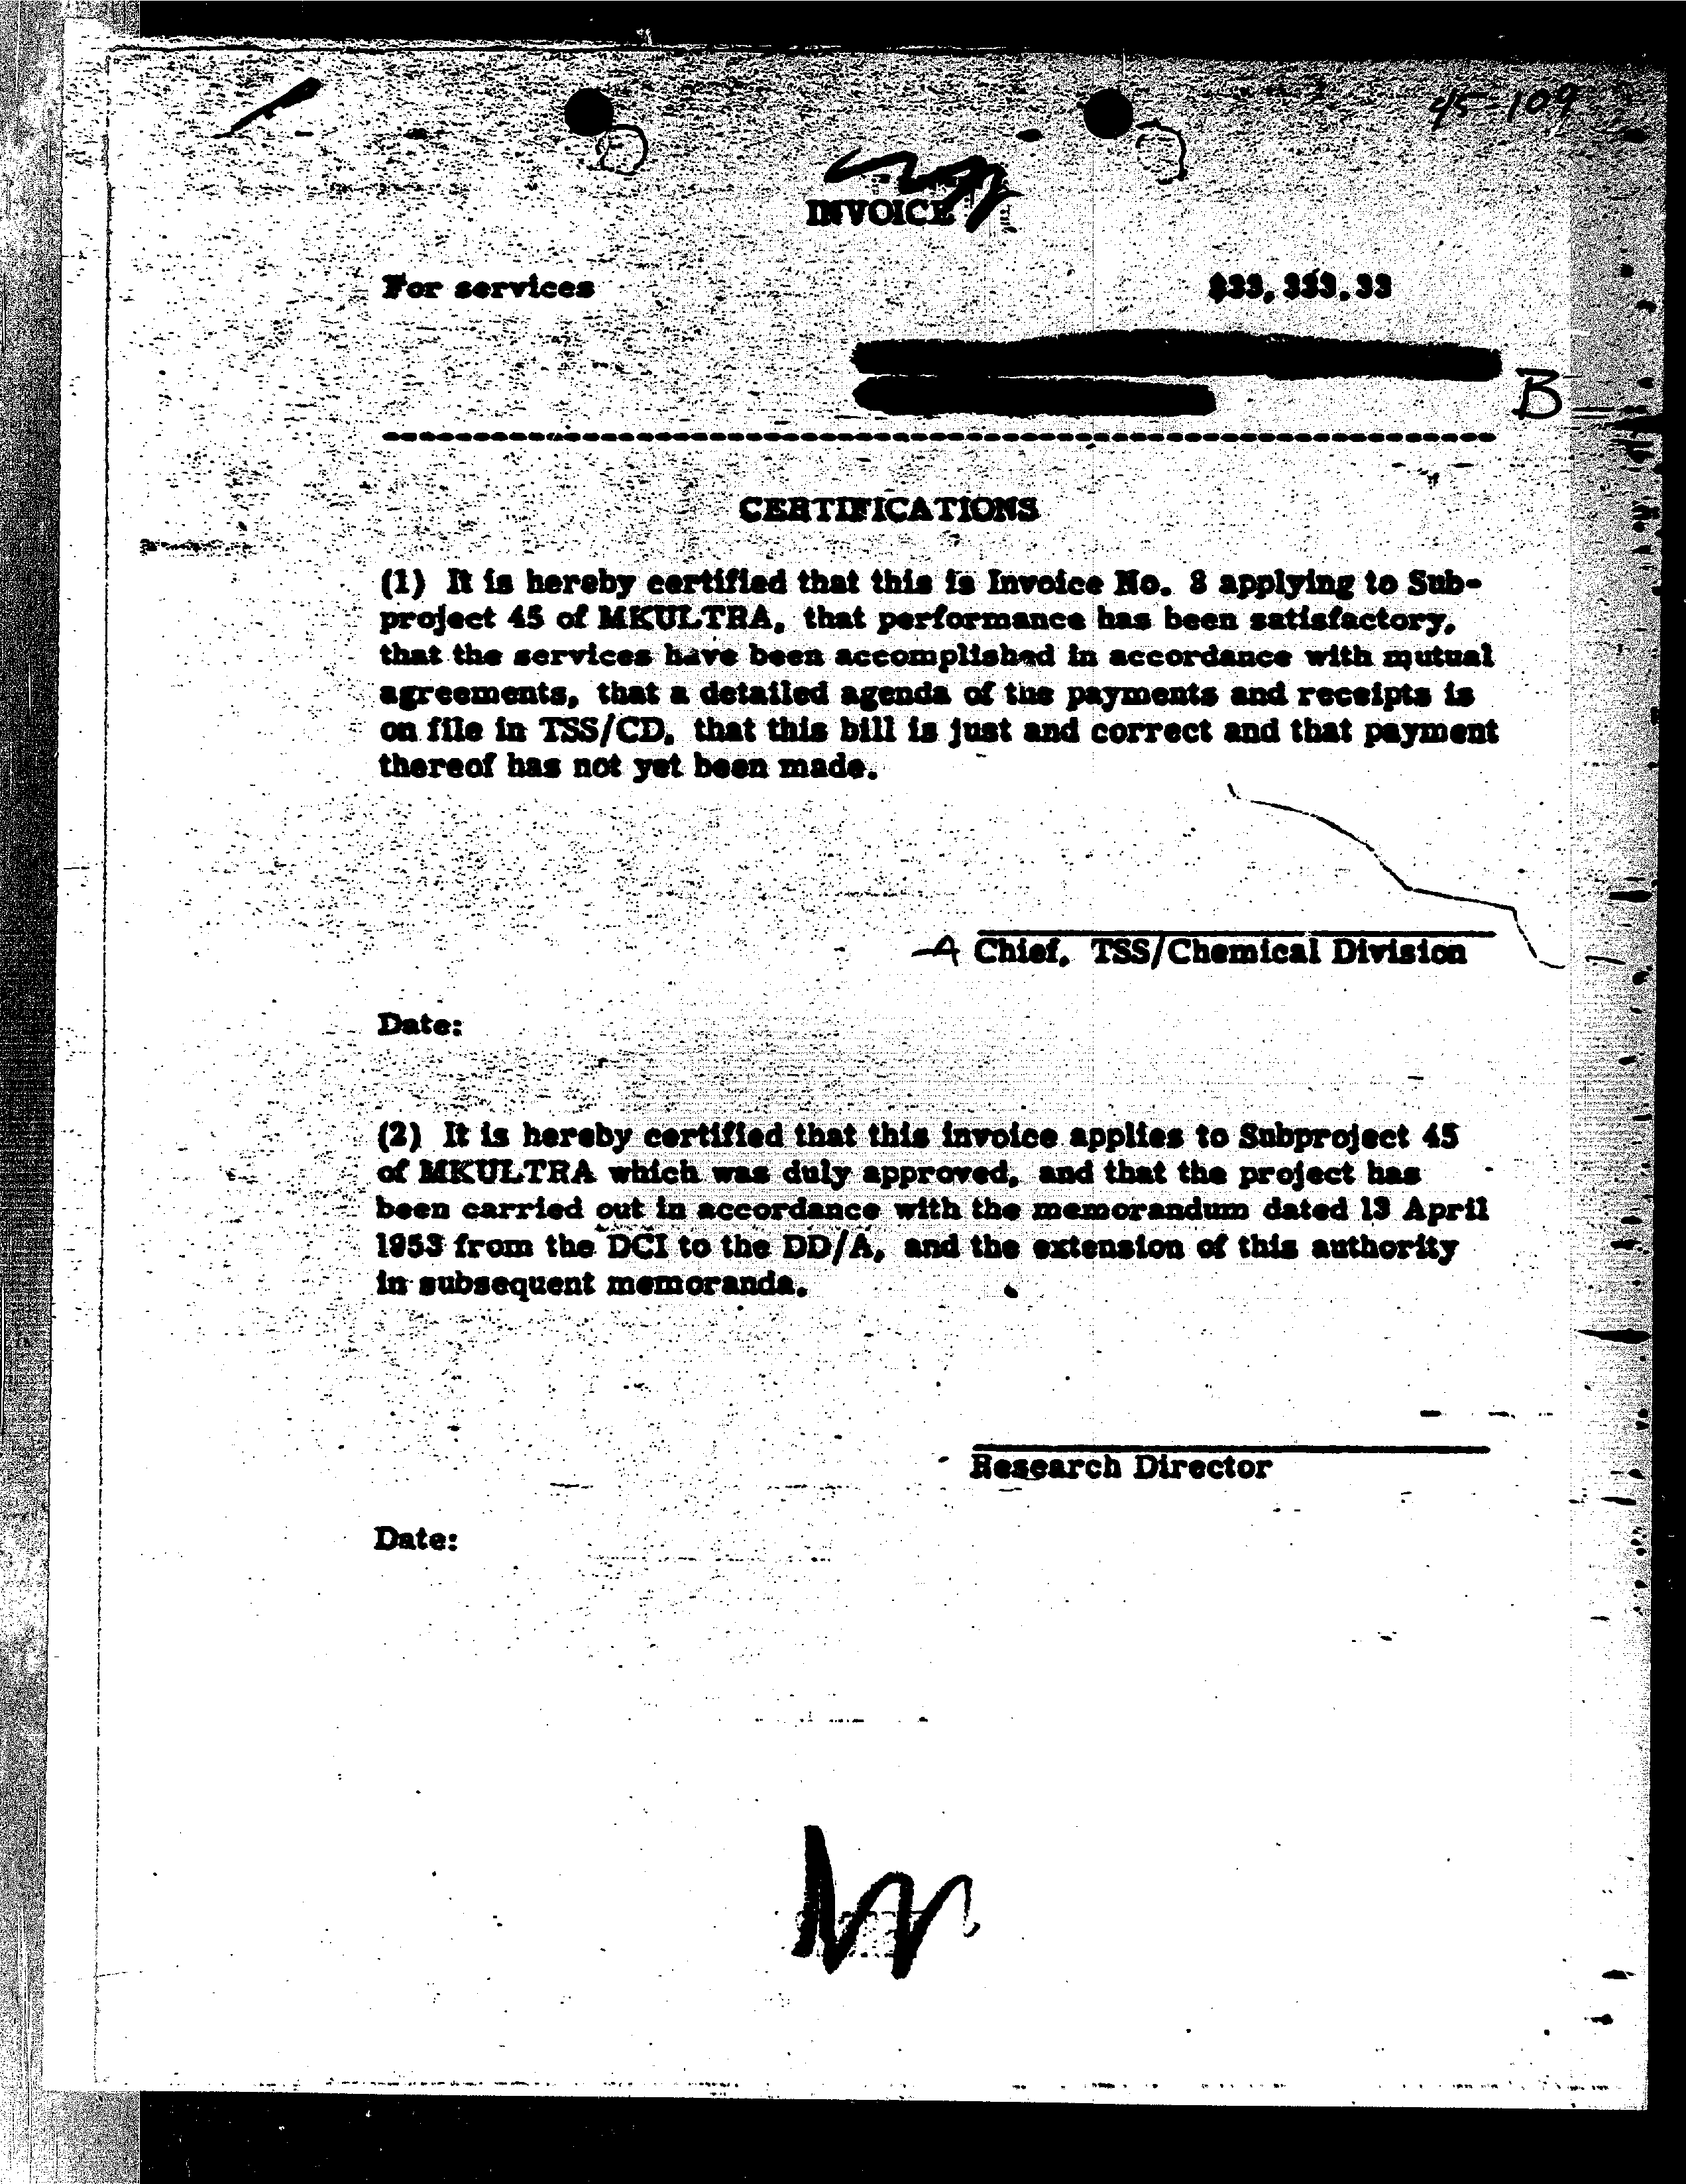 45-109
INVOICE
For services $33,333.33
B
CERTIFICATIONS
(1) It is hereby certified that this is Invoice No. 8 applying to Sub-
project 45 of MKULTRA, that performance has been satisfactory,
that the services have been accomplished in accordance with mutual
agreements, that a detailed agenda of the payments and receipts is
on file in TSS/CD, that this bill is just and correct and that payment
thereof has not yet been made.
A Chief, TSS/Chemical Division
Date:
(2) It is hereby certified that this invoice applies to Subproject 45
of MKULTRA which was duly approved, and that the project has
been carried out in accordance with the memorandum dated 13 April
1953 from the DCI to the DD/A, and the extension of this authority
in subsequent memoranda.
Research Director
Date: